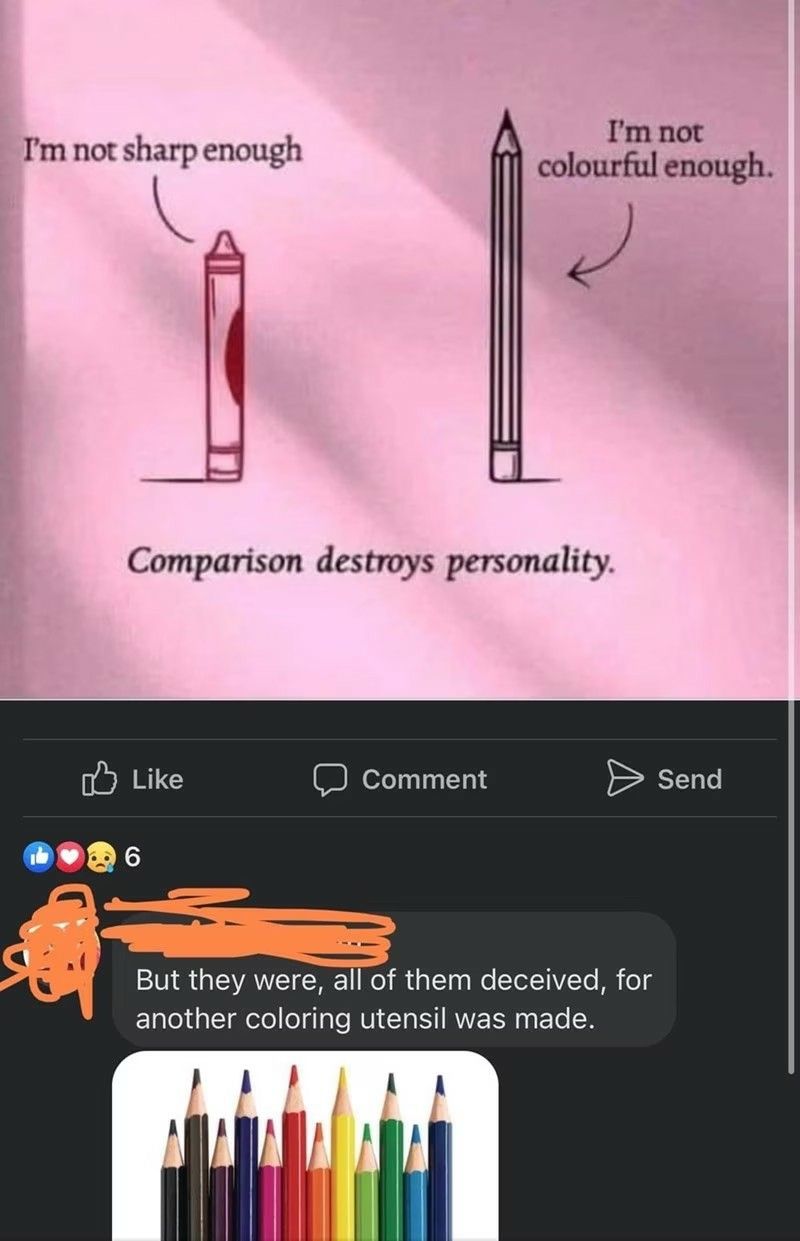 I'm not sharp enough
I'm not
colourful enough.
Comparison destroys personality.
Like
Comment
Send
6
But they were, all of them deceived, for
another coloring utensil was made.